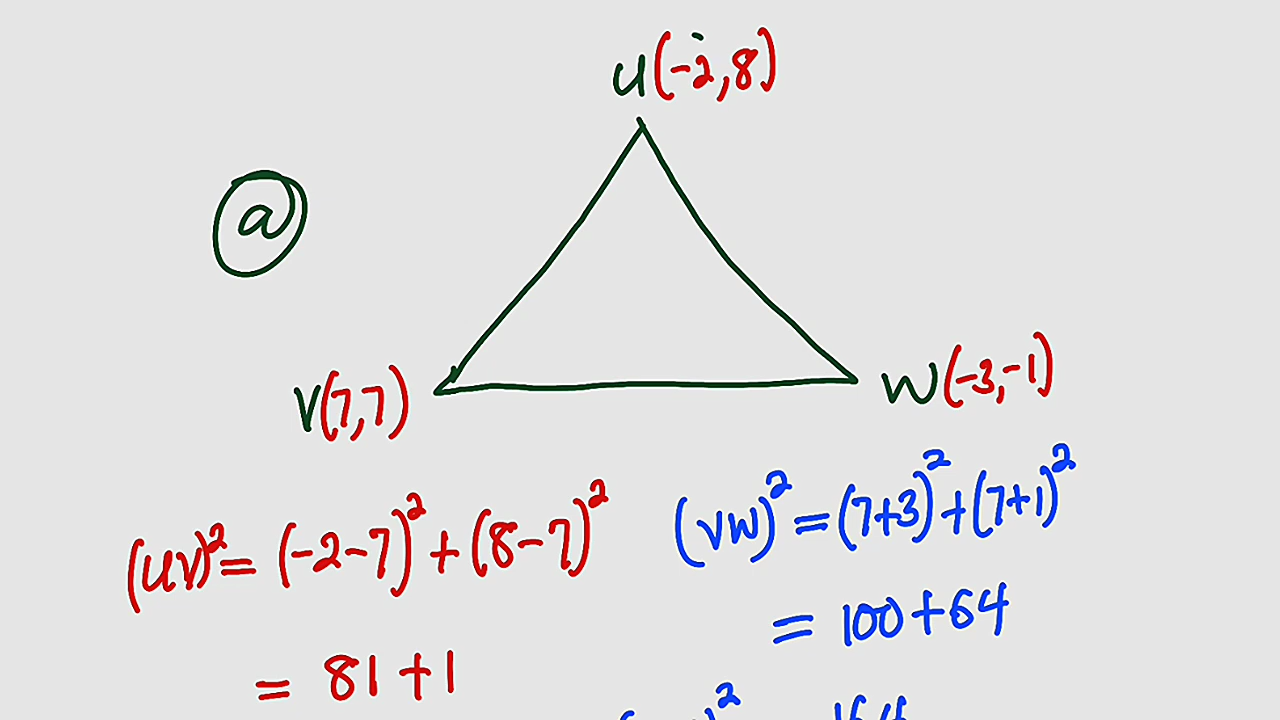 U(-2,8)
a
V(7,7)
W(-3,-1)
(UV)²= (-2-7)²+(8-7)²
= 81+1
(VW)²=(7+3)²+(7+1)²
= 100+64
164